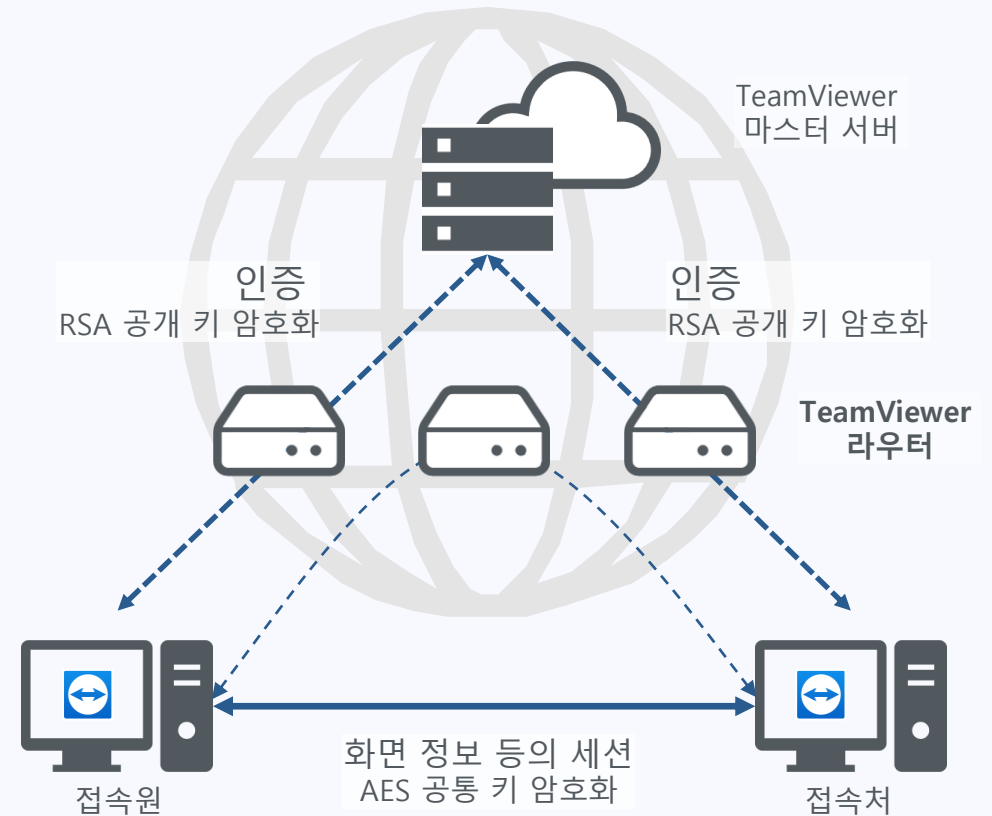 TeamViewer
마스터 서버
인증
RSA 공개 키 암호화
인증
RSA 공개 키 암호화
TeamViewer
라우터
화면 정보 등의 세션
AES 공통 키 암호화
접속원
접속처